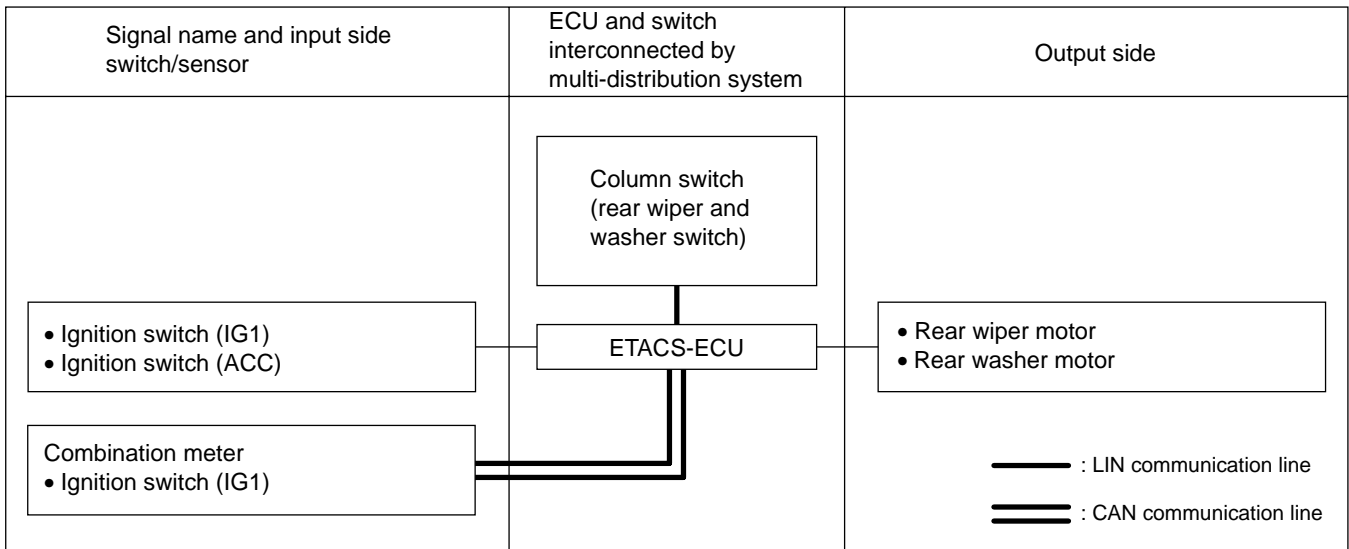 Signal name and input side
switch/sensor
ECU and switch
interconnected by
multi-distribution system
Output side
Column switch
(rear wiper and
washer switch)
• Ignition switch (IG1)
• Ignition switch (ACC)
ETACS-ECU
• Rear wiper motor
• Rear washer motor
Combination meter
• Ignition switch (IG1)
: LIN communication line
: CAN communication line